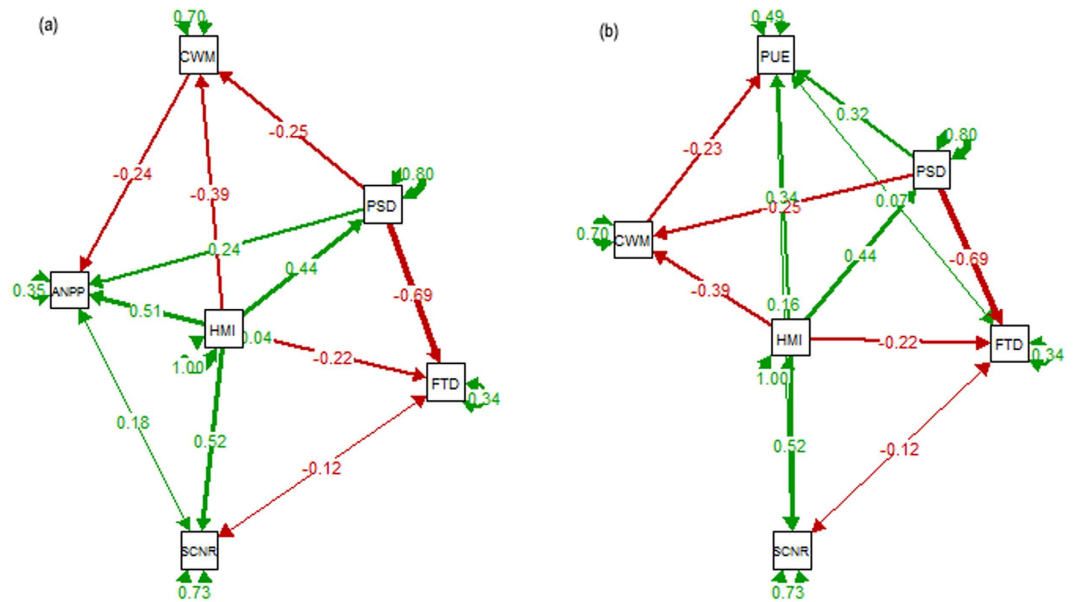 (a)
0.70
CWM
-0.25
-0.24
-0.39
0.80
PSD
0.24
0.44
0.35
ANPP
0.51
-0.69
HMI
0.04
-0.22
1.00
FTD
0.34
0.18
0.52
-0.12
SCNR
0.73
(b)
0.49
PUE
0.32
-0.23
0.80
PSD
0.34
0.07
-0.25
0.70
CWM
0.44
-0.69
-0.39
0.16
HMI
-0.22
FTD
0.34
1.00
0.52
-0.12
SCNR
0.73